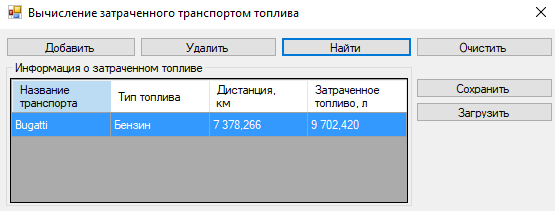 Вычисление затраченного транспортом топлива
Добавить Удалить Найти Очистить
Информация о затраченном топливе
Название транспорта Тип топлива Дистанция, км Затраченное топливо, л
Bugatti Бензин 7 378,266 9 702,420
Сохранить
Загрузить